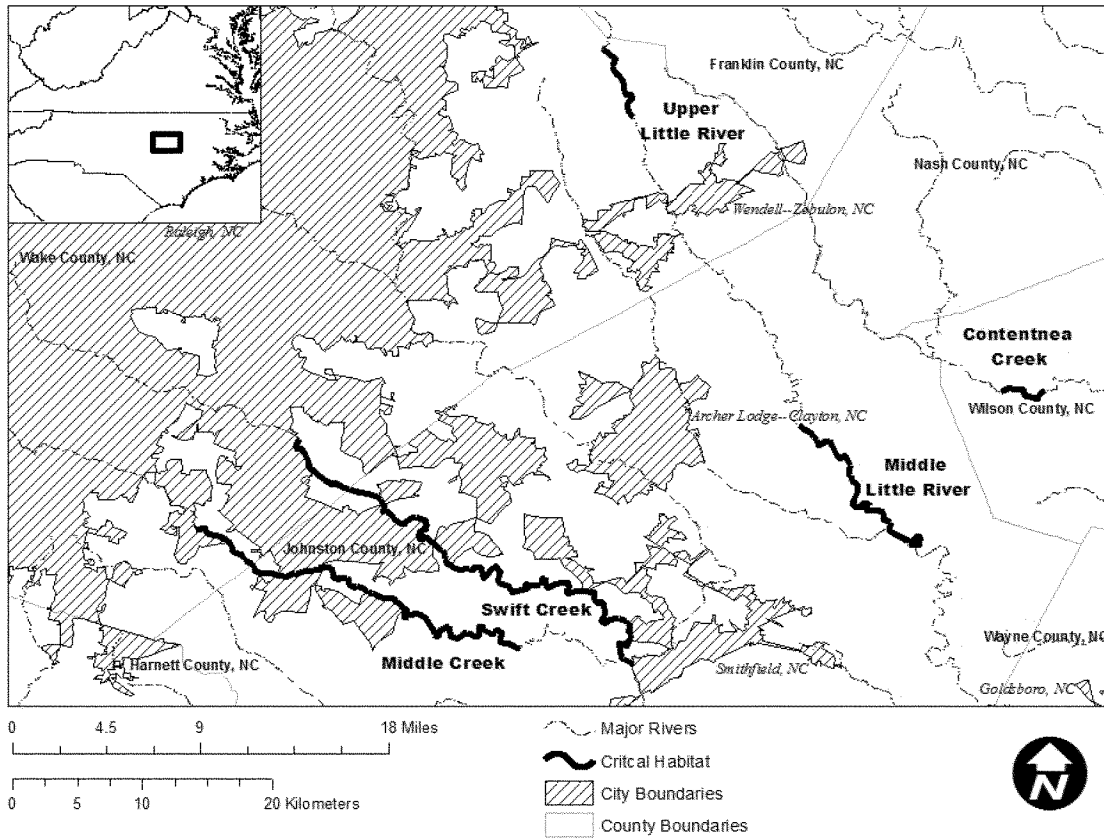 Franklin County, NC
Upper
Little River
Nash County, NC
Wendell--Zebulon, NC
Raleigh, NC
Wake County, NC
Contentnea
Creek
Wilson County, NC
Archer Lodge--Clayton, NC
Middle
Little River
Johnston County, NC
Swift Creek
Middle Creek
Wayne County, NC
Harnett County, NC
Smithfield, NC
Goldsboro, NC
0 4.5 9 18 Miles
0 5 10 20 Kilometers
Major Rivers
Critcal Habitat
City Boundaries
County Boundaries
N